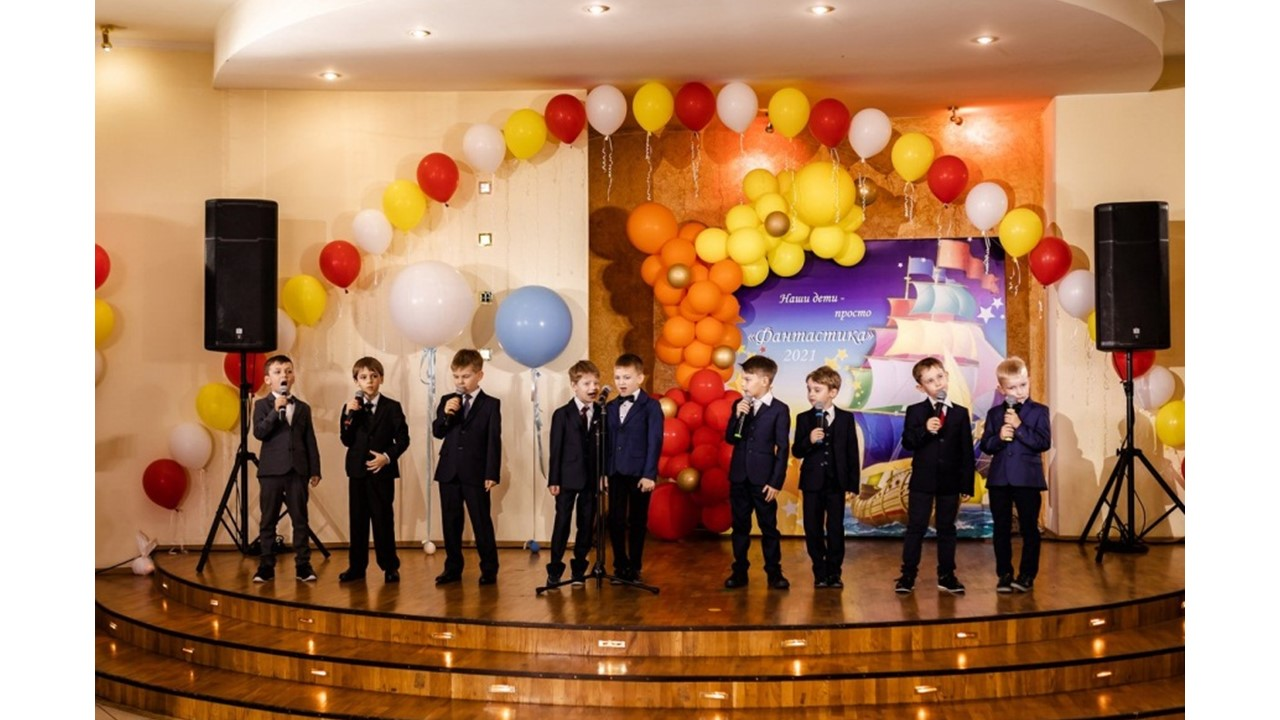 Наши дети -
просто
«Фантастика»
2021